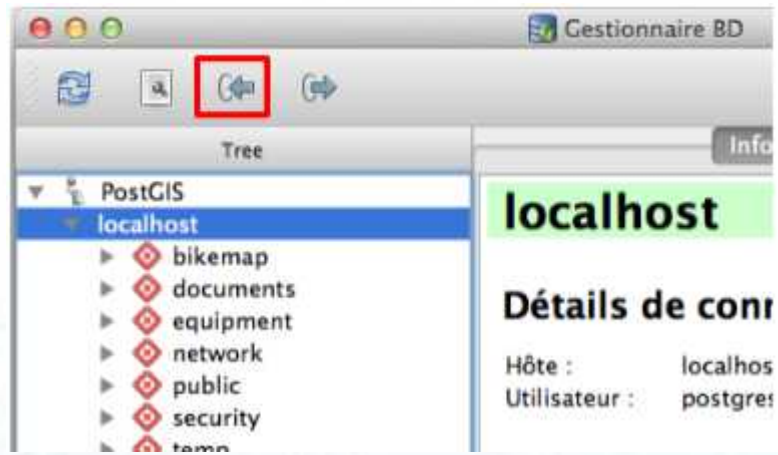 Gestionnaire BD
Tree
Info
PostGIS
localhost
bikemap
documents
equipment
network
public
security
temp
localhost
Détails de conn
Hôte : localhos
Utilisateur : postgres